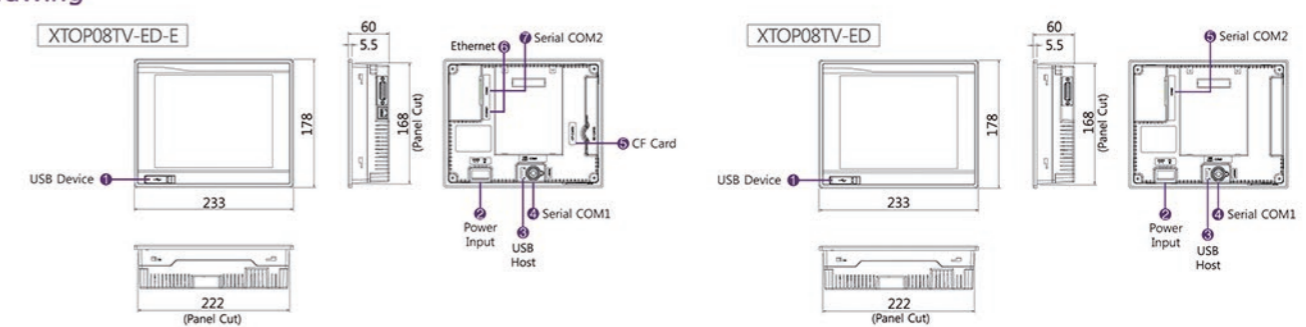 XTOP08TV-ED-E
60
5.5
Ethernet 6
7 Serial COM2
178
168
(Panel Cut)
5 CF Card
USB Device 1
233
2
Power
Input
3
USB
Host
4 Serial COM1
222
(Panel Cut)
XTOP08TV-ED
60
5.5
5 Serial COM2
178
168
(Panel Cut)
USB Device 1
233
2
Power
Input
3
USB
Host
4 Serial COM1
222
(Panel Cut)